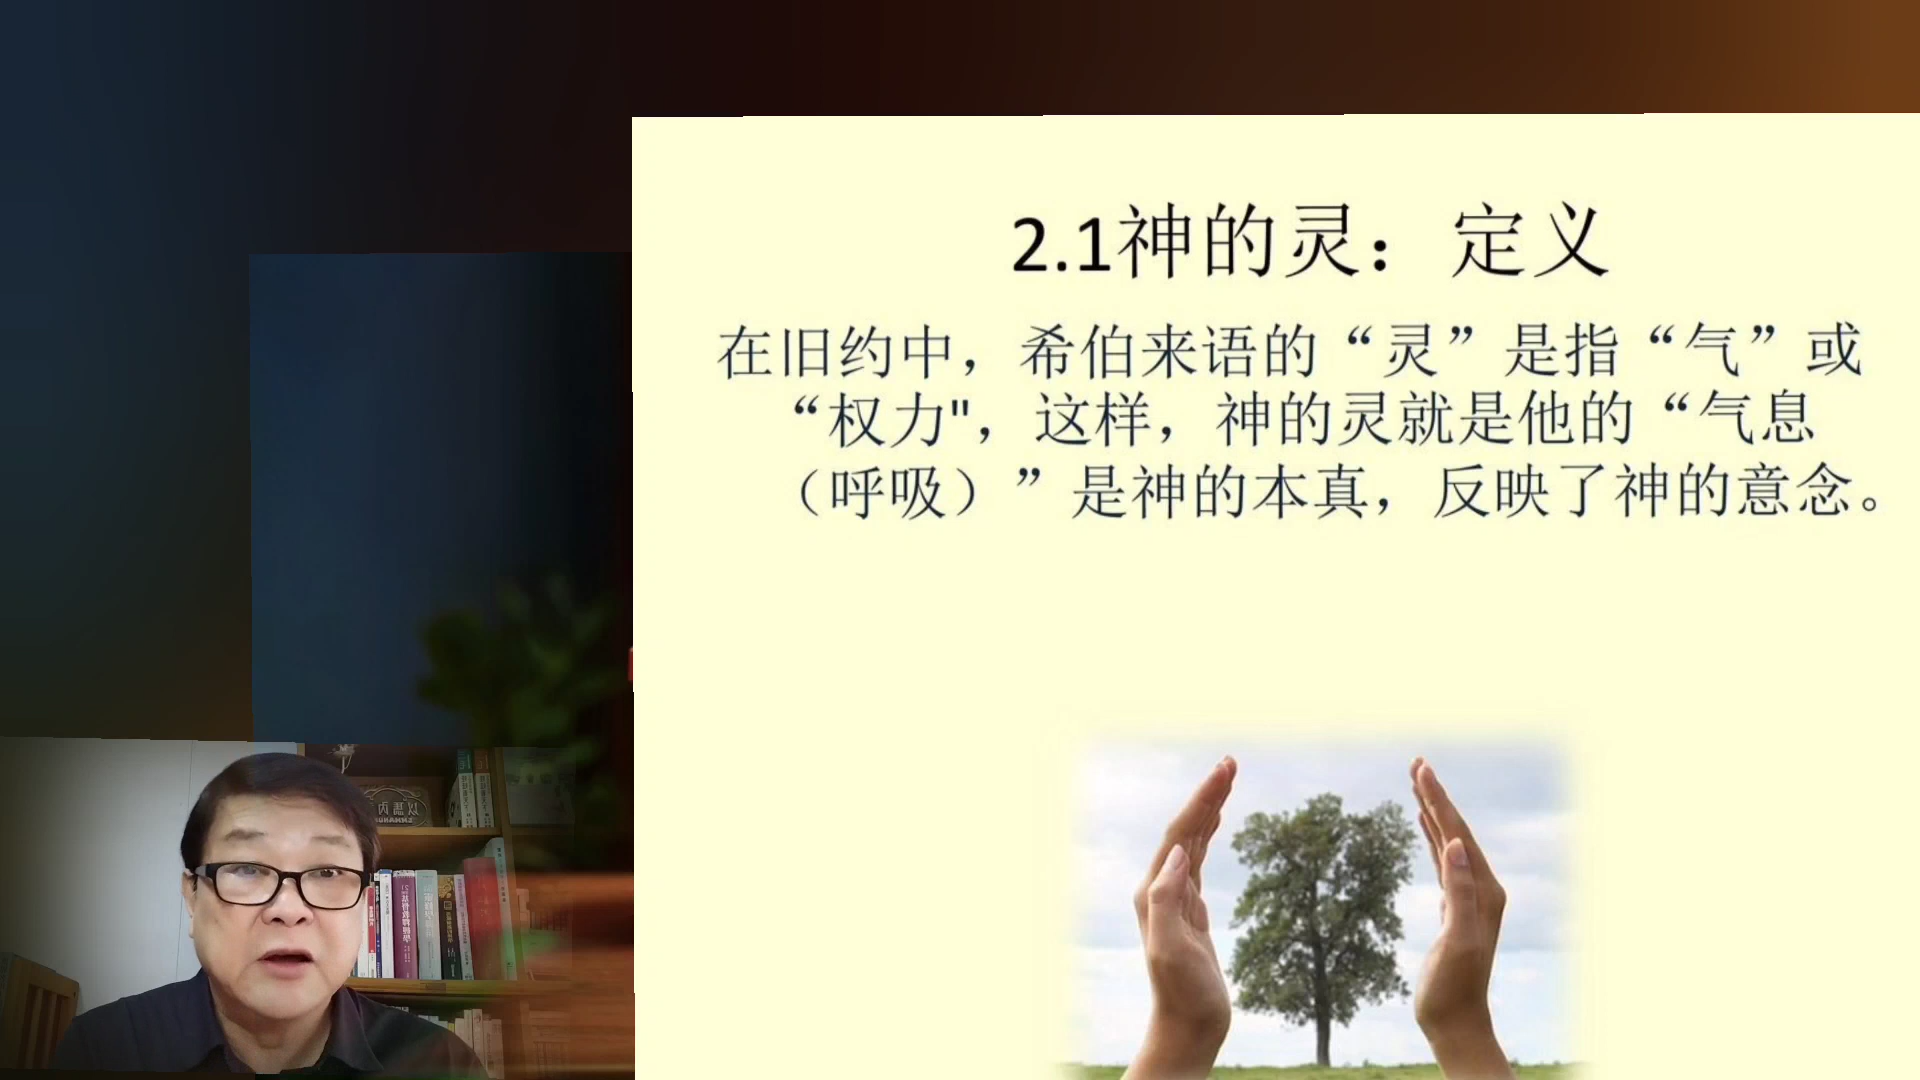 2.1神的灵：定义
在旧约中，希伯来语的“灵”是指“气”或
“权力"，这样，神的灵就是他的“气息
（呼吸）”是神的本真，反映了神的意念。